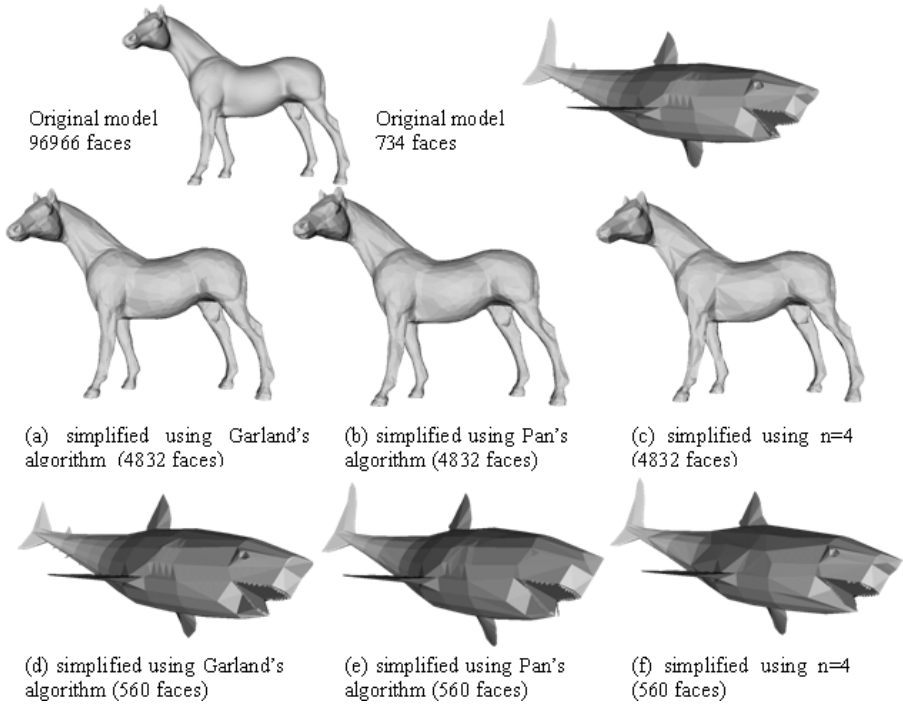 Original model
96966 faces
Original model
734 faces
(a) simplified using Garland's
algorithm (4832 faces)
(b) simplified using Pan's
algorithm (4832 faces)
(c) simplified using n=4
(4832 faces)
(d) simplified using Garland's
algorithm (560 faces)
(e) simplified using Pan's
algorithm (560 faces)
(f) simplified using n=4
(560 faces)